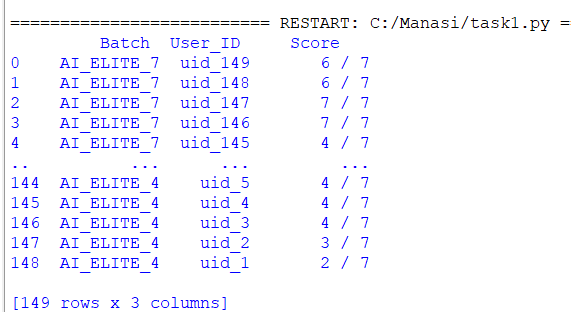 ========================== RESTART: C:/Manasi/task1.py =
Batch User_ID Score
0 AI_ELITE_7 uid_149 6 / 7
1 AI_ELITE_7 uid_148 6 / 7
2 AI_ELITE_7 uid_147 7 / 7
3 AI_ELITE_7 uid_146 7 / 7
4 AI_ELITE_7 uid_145 4 / 7
.. ... ... ...
144 AI_ELITE_4 uid_5 4 / 7
145 AI_ELITE_4 uid_4 4 / 7
146 AI_ELITE_4 uid_3 4 / 7
147 AI_ELITE_4 uid_2 3 / 7
148 AI_ELITE_4 uid_1 2 / 7
[149 rows x 3 columns]